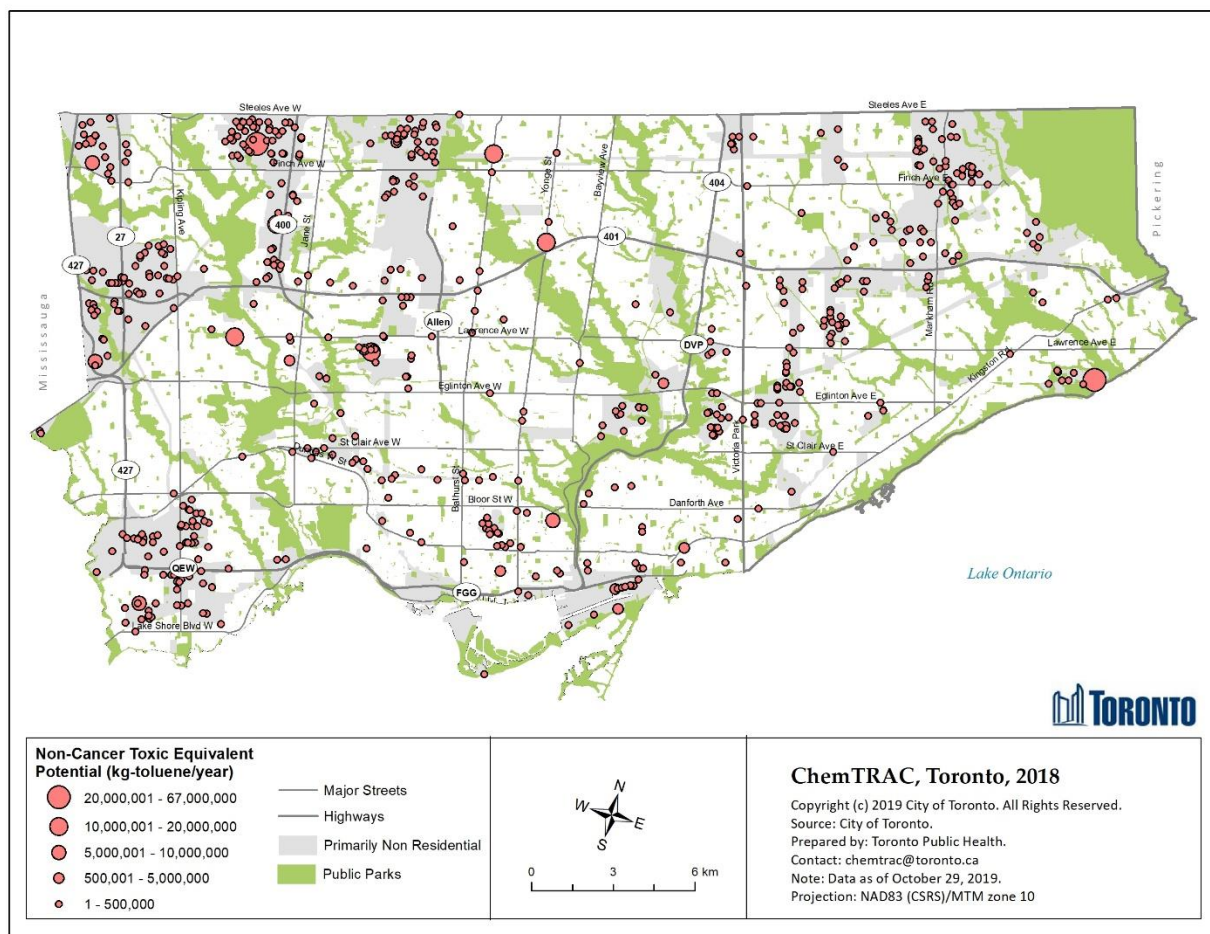 Steeles Ave W
Steeles Ave E
Finch Ave W
Finch Ave E
Kipling Ave
Jane St
Yonge St
Bayview Ave
404
Pickering
27
400
401
427
Mississauga
Markham Rd
Allen
Lawrence Ave W
DVP
Lawrence Ave E
Kingston Rd
Eglinton Ave W
Eglinton Ave E
St Clair Ave W
St Clair Ave E
Victoria Park
Dundas St W
427
Bathurst St
Bloor St W
Danforth Ave
QEW
FGG
Lake Shore Blvd W
Lake Ontario
TORONTO
Non-Cancer Toxic Equivalent
Potential (kg-toluene/year)
20,000,001 - 67,000,000
10,000,001 - 20,000,000
5,000,001 - 10,000,000
500,001 - 5,000,000
1 - 500,000
Major Streets
Highways
Primarily Non Residential
Public Parks
N
W
E
S
0 3 6 km
ChemTRAC, Toronto, 2018
Copyright (c) 2019 City of Toronto. All Rights Reserved.
Source: City of Toronto.
Prepared by: Toronto Public Health.
Contact: chemtrac@toronto.ca
Note: Data as of October 29, 2019.
Projection: NAD83 (CSRS)/MTM zone 10